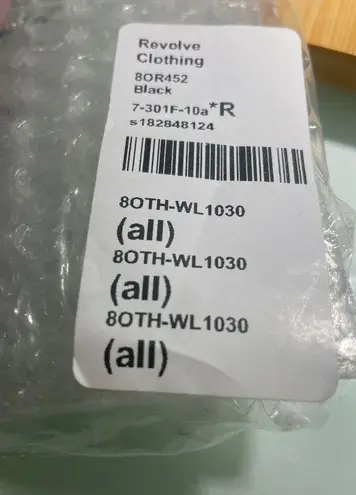 Revolve
Clothing
8OR452
Black
7-301F-10a*R
s182848124
8OTH-WL1030
(all)
8OTH-WL1030
(all)
8OTH-WL1030
(all)